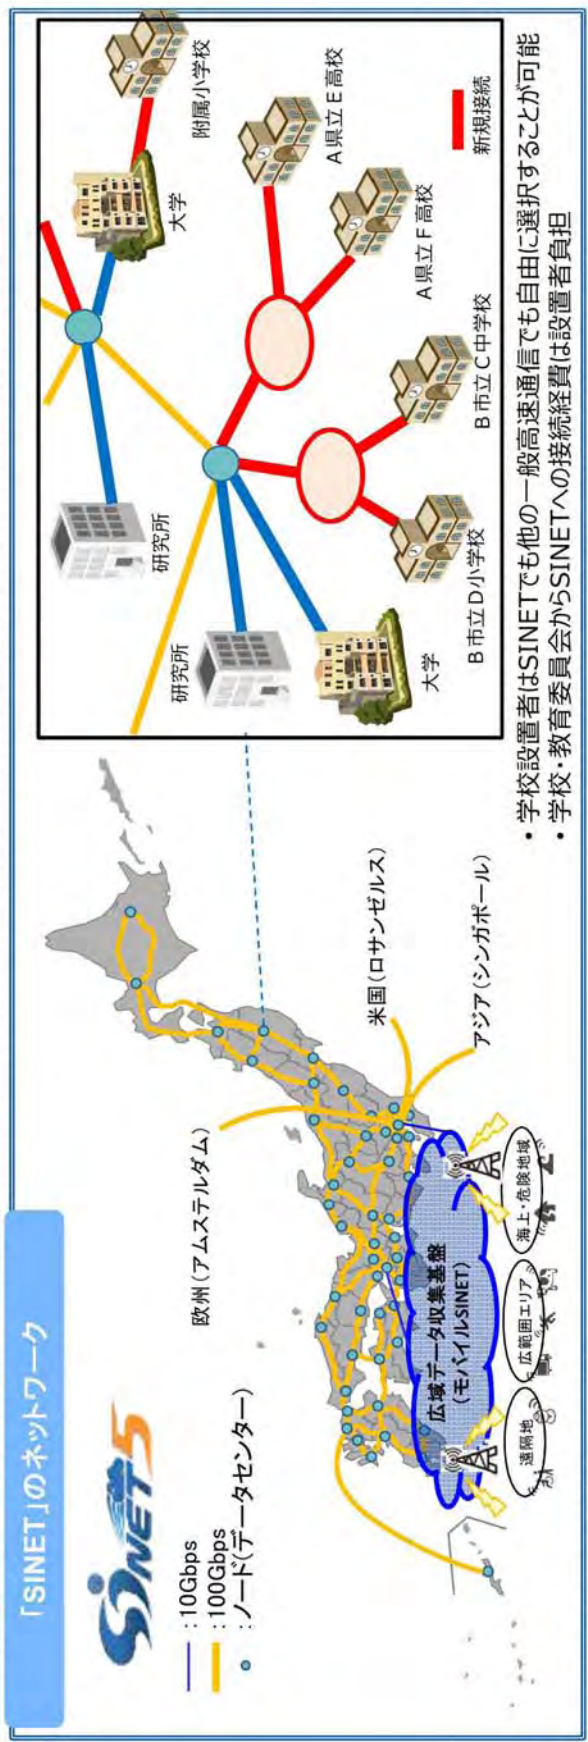 「SINET」のネットワーク
SINET5
：10Gbps
：100Gbps
：ノード(データセンター)
欧州(アムステルダム)
米国(ロサンゼルス)
アジア(シンガポール)
広域データ収集基盤
(モバイルSINET)
遠隔地
広範囲エリア
海上・危険地域
研究所
大学
附属小学校
研究所
大学
B市立D小学校
B市立C中学校
A県立F高校
A県立E高校
新規接続
・学校設置者はSINETでも他の一般高速通信でも自由に選択することが可能
・学校・教育委員会からSINETへの接続経費は設置者負担